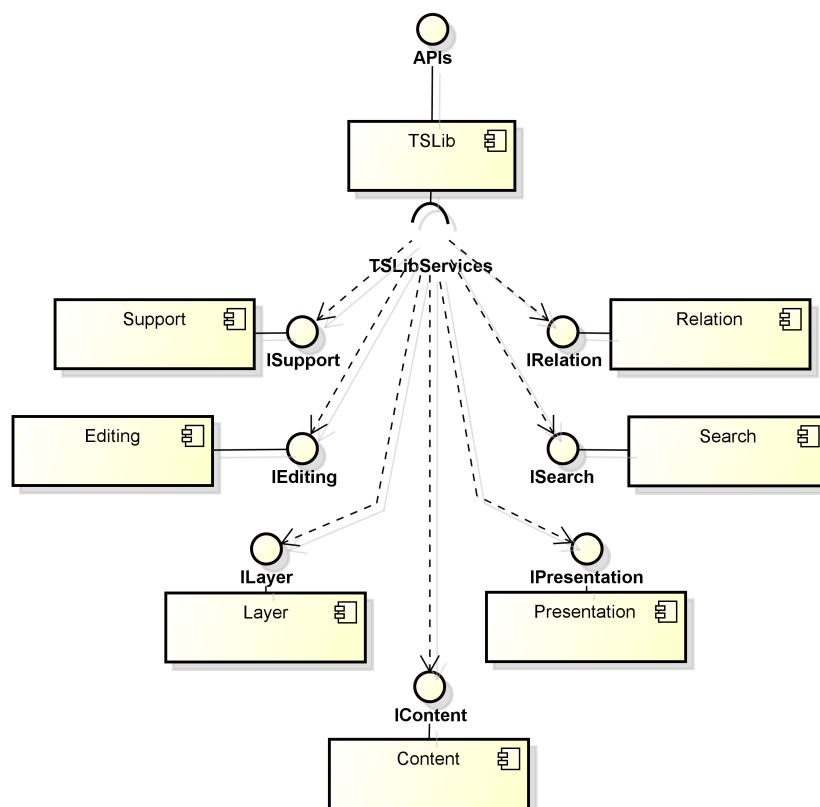 APIs
TSLib
TSLibServices
Support
Relation
ISupport
IRelation
Editing
Search
IEditing
ISearch
ILayer
IPresentation
Layer
Presentation
IContent
Content